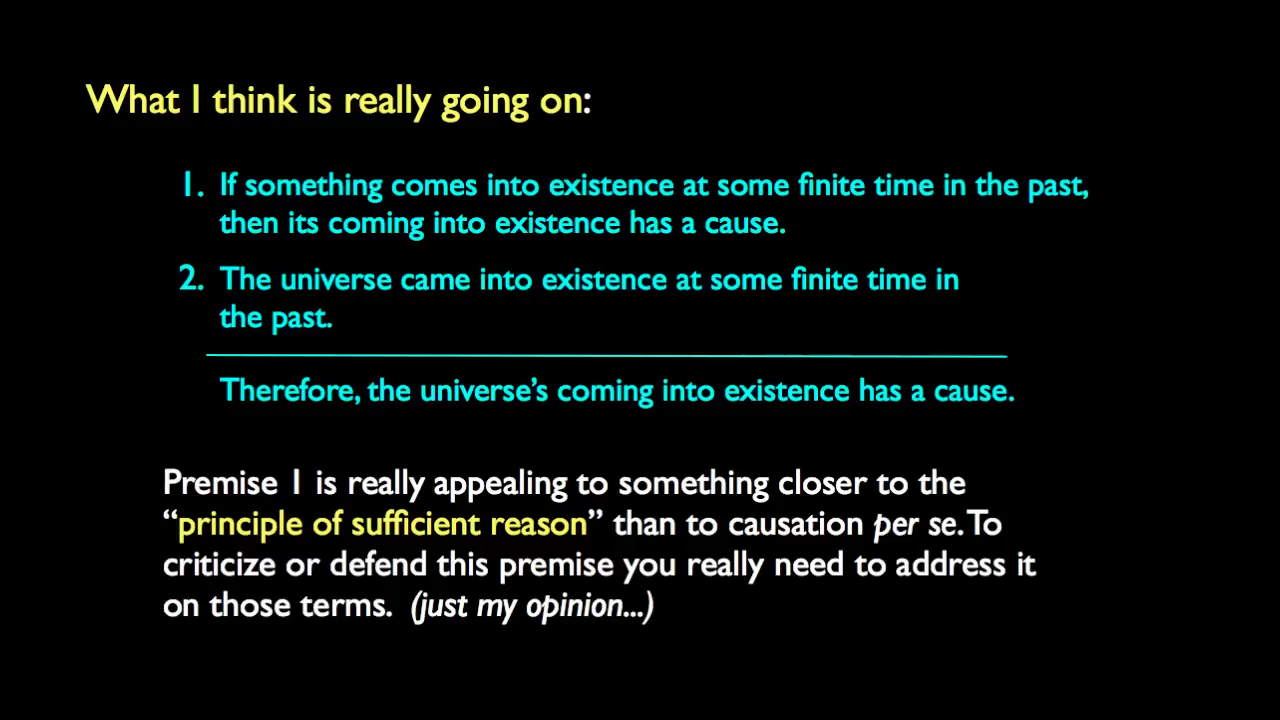 What I think is really going on:
1. If something comes into existence at some finite time in the past,
then its coming into existence has a cause.
2. The universe came into existence at some finite time in
the past.
Therefore, the universe’s coming into existence has a cause.
Premise 1 is really appealing to something closer to the
“principle of sufficient reason” than to causation per se. To
criticize or defend this premise you really need to address it
on those terms. (just my opinion...)